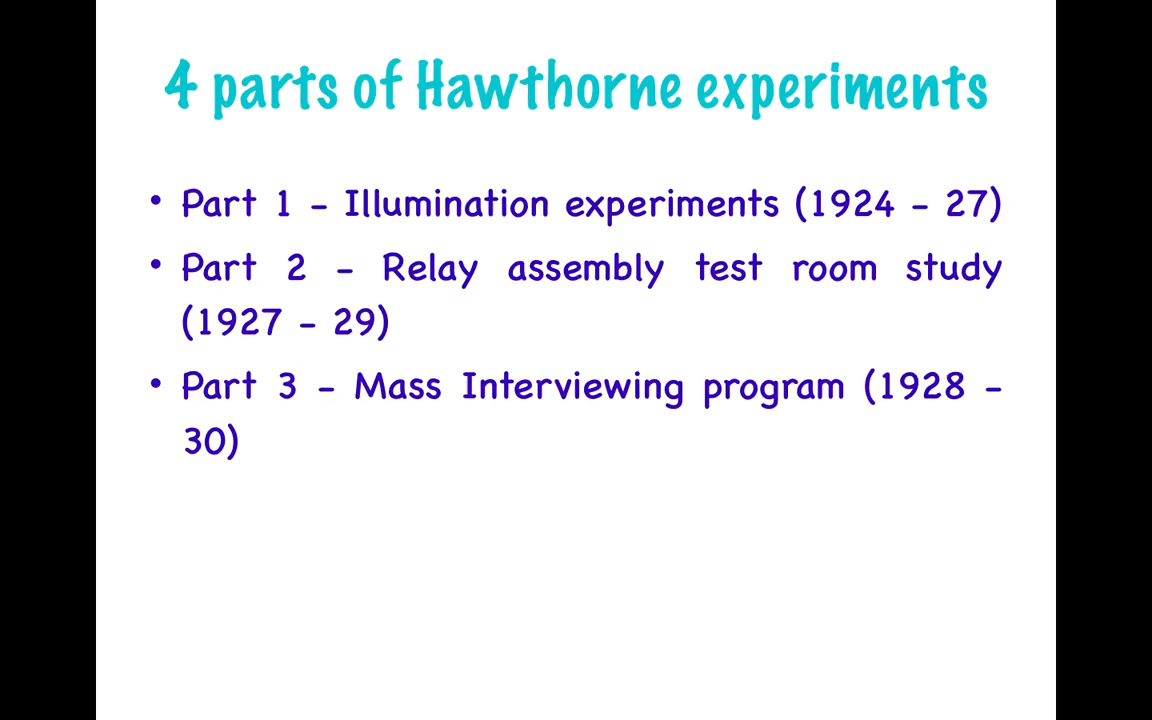 4 parts of Hawthorne experiments
• Part 1 - Illumination experiments (1924 - 27)
• Part 2 - Relay assembly test room study
(1927 - 29)
• Part 3 - Mass Interviewing program (1928 -
30)